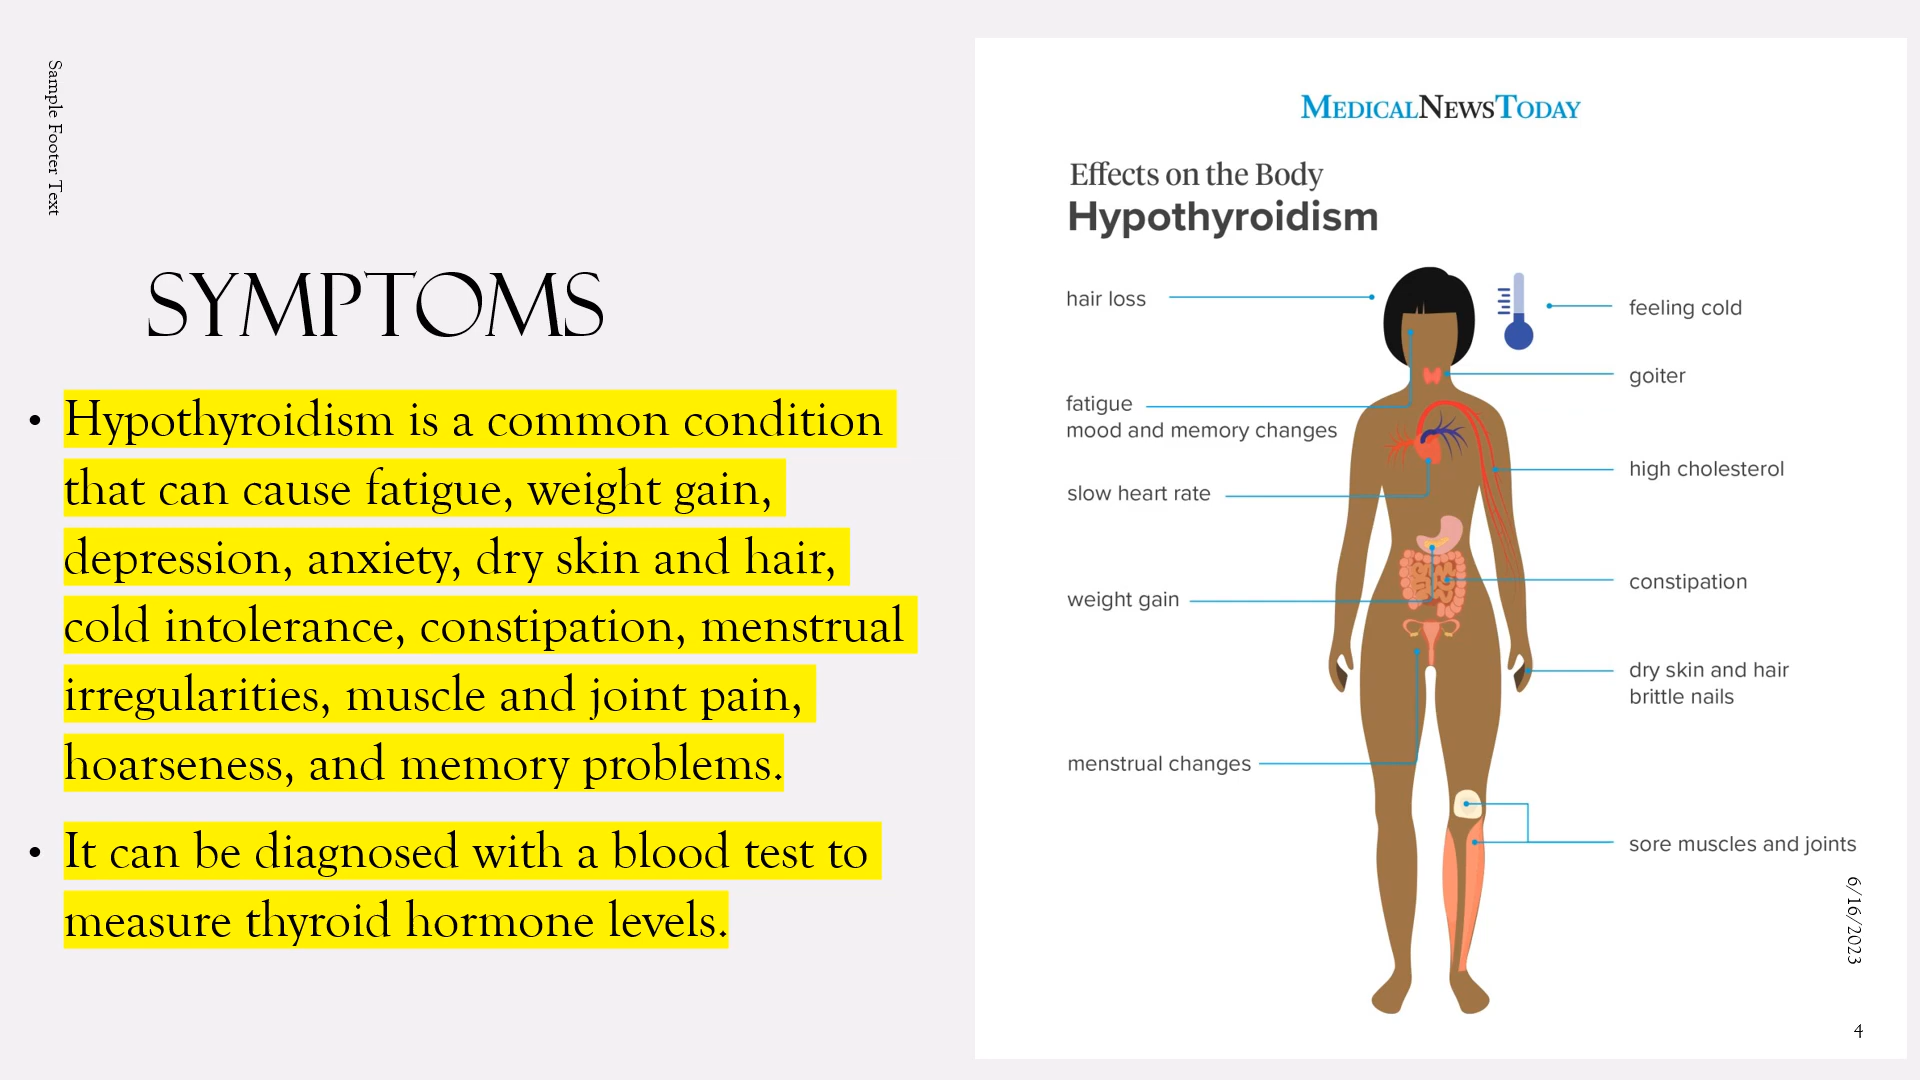 Sample Footer Text
SYMPTOMS
• Hypothyroidism is a common condition
that can cause fatigue, weight gain,
depression, anxiety, dry skin and hair,
cold intolerance, constipation, menstrual
irregularities, muscle and joint pain,
hoarseness, and memory problems.
• It can be diagnosed with a blood test to
measure thyroid hormone levels.
MEDICALNEWSTODAY
Effects on the Body
Hypothyroidism
hair loss
feeling cold
goiter
fatigue
mood and memory changes
high cholesterol
slow heart rate
constipation
weight gain
dry skin and hair
brittle nails
menstrual changes
sore muscles and joints
6/16/2023
4